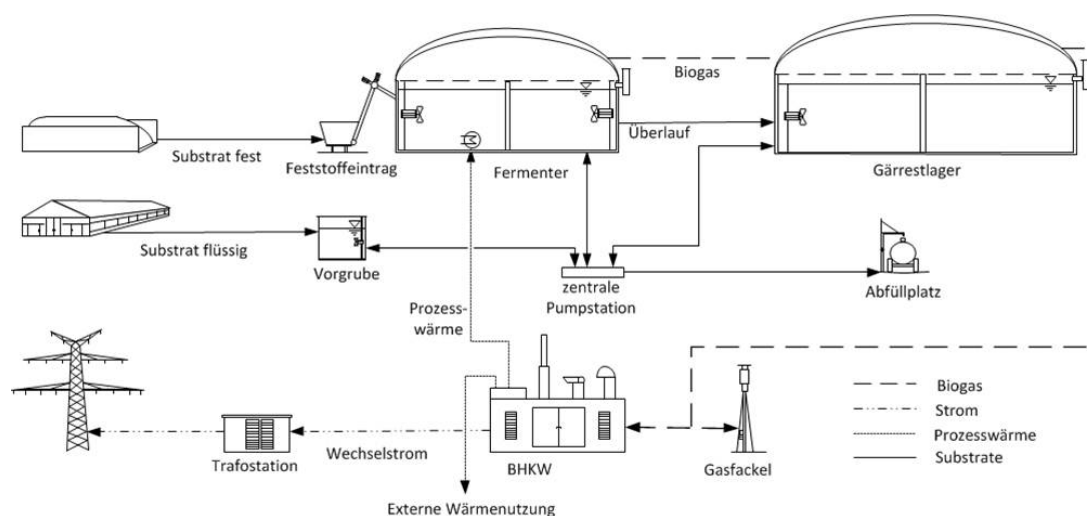 Biogas
Substrat fest
Feststoffeintrag
Fermenter
Überlauf
Gärrestlager
Substrat flüssig
Vorgrube
zentrale
Pumpstation
Abfüllplatz
Prozess-
wärme
Trafostation
Wechselstrom
BHKW
Gasfackel
Externe Wärmenutzung
Biogas
Strom
Prozesswärme
Substrate